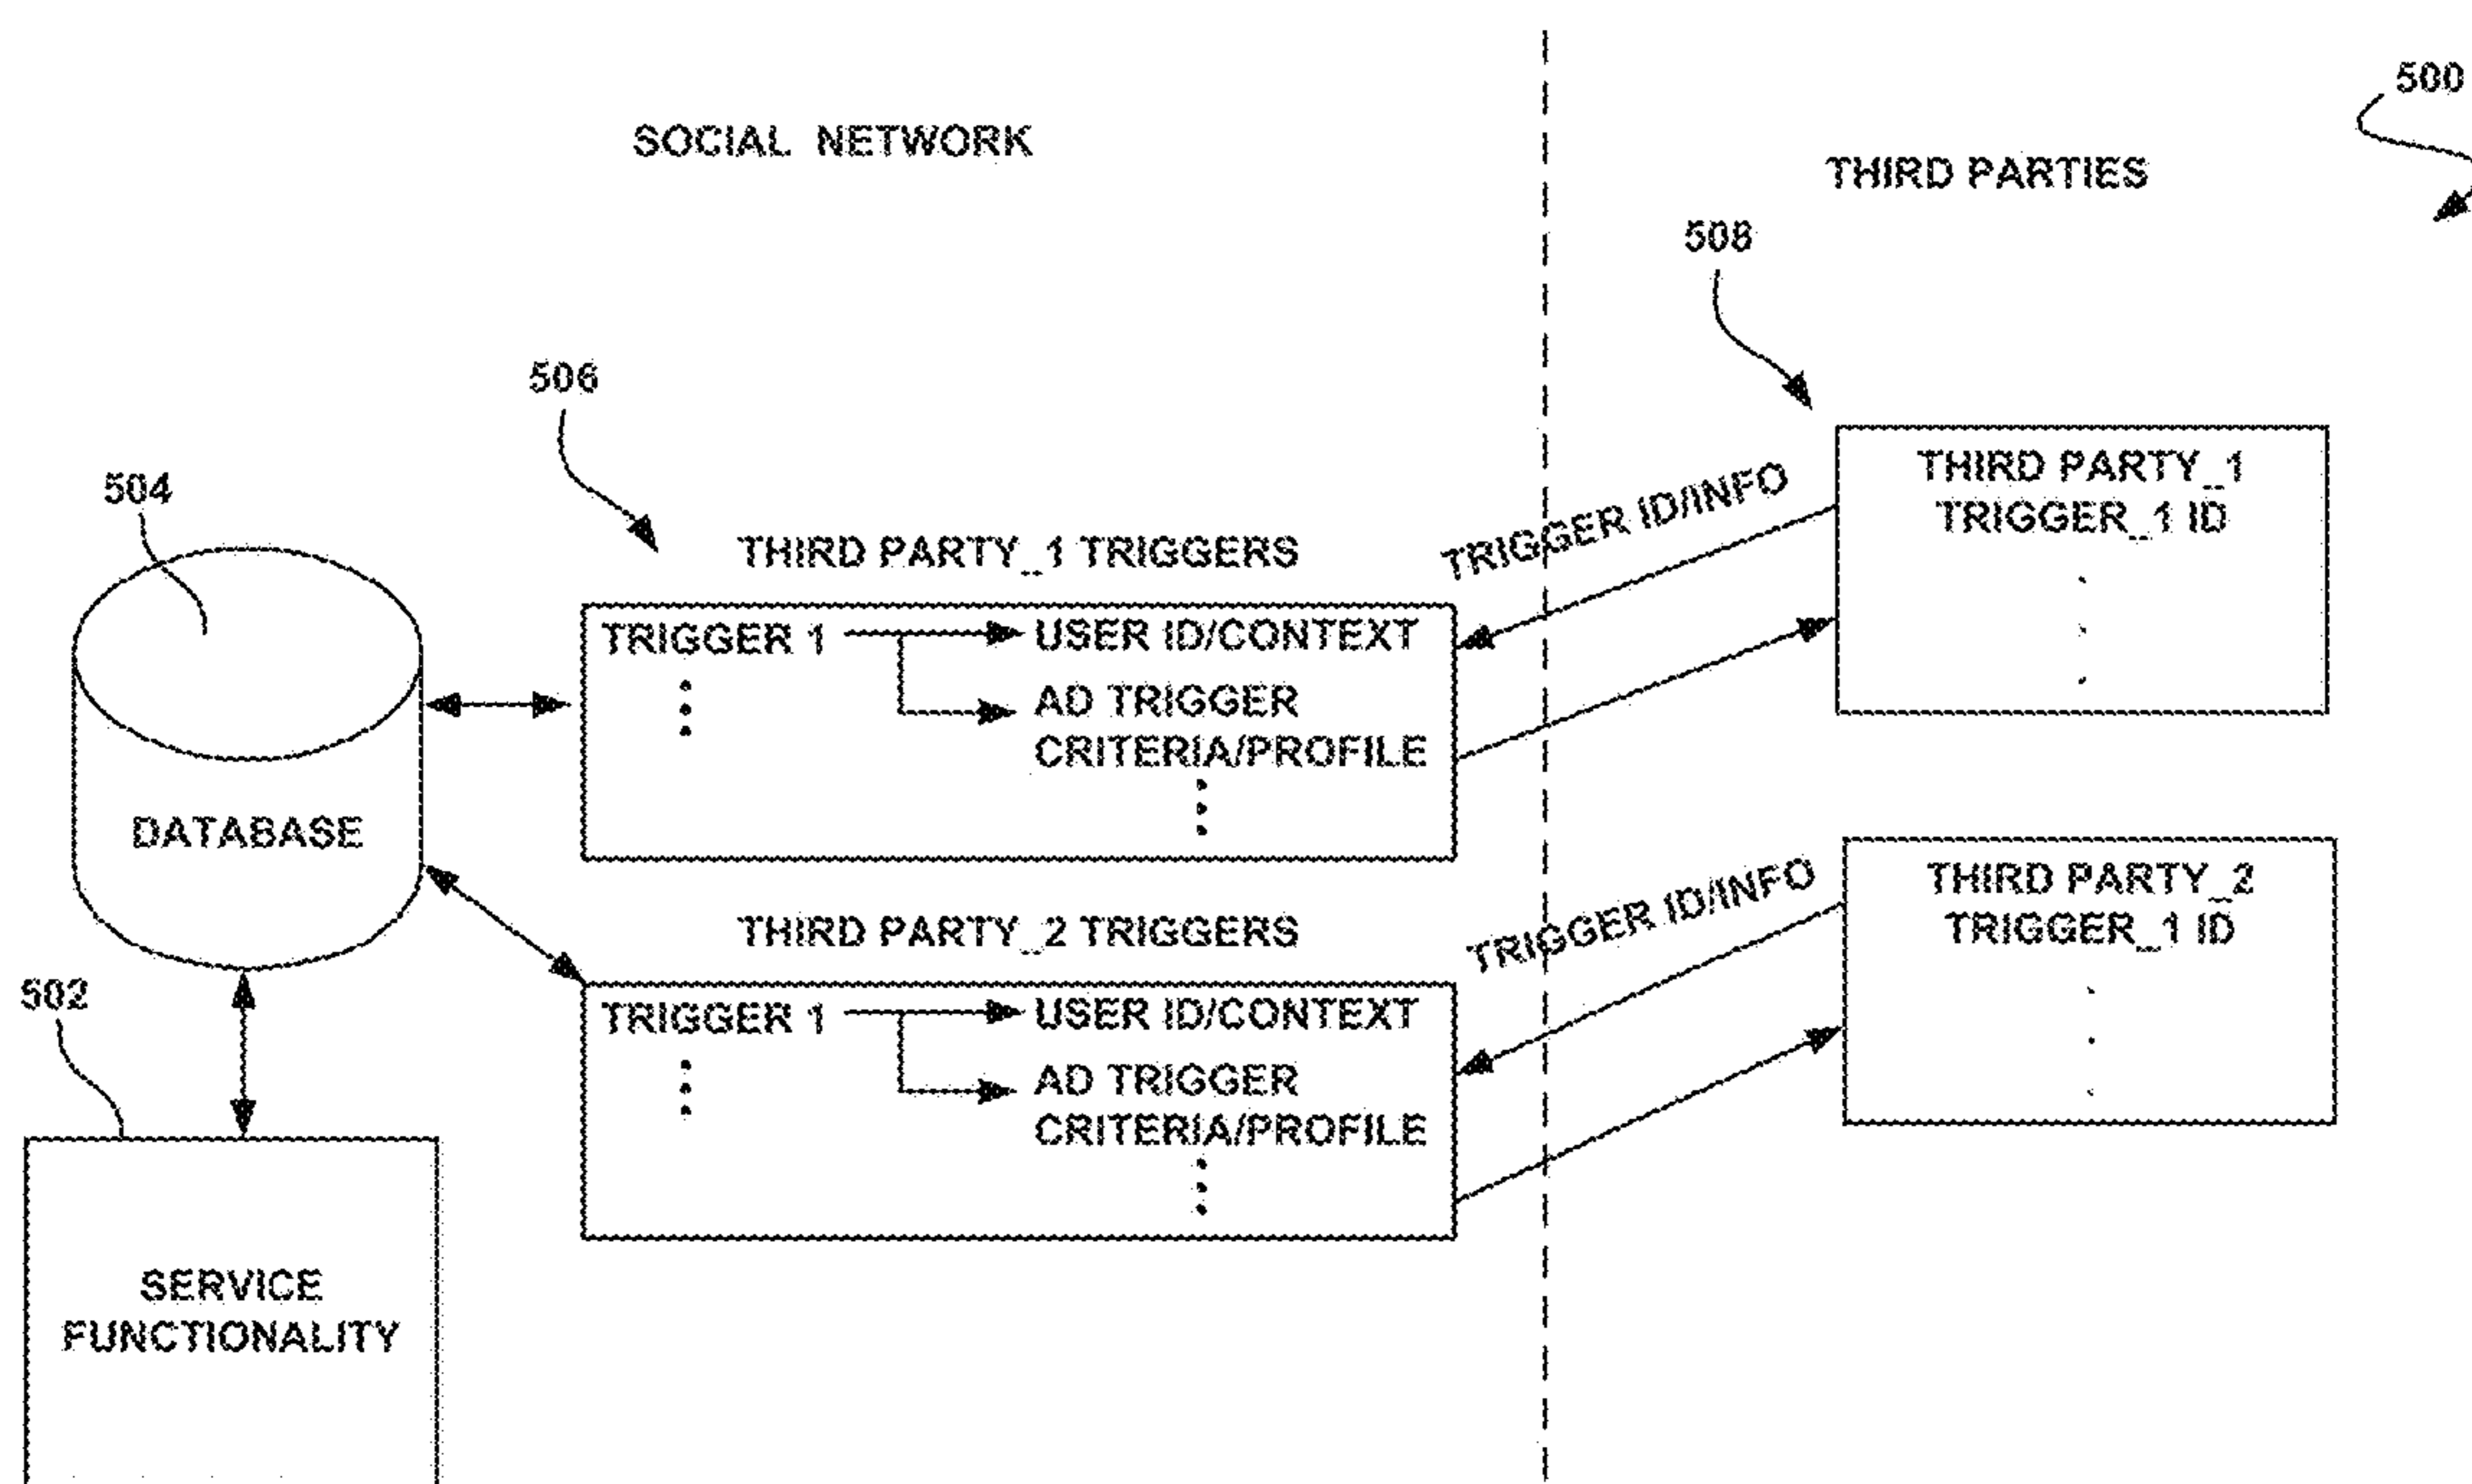 500
SOCIAL NETWORK
THIRD PARTIES
508
506
504
THIRD PARTY_1
TRIGGER_1 ID
TRIGGER ID/INFO
THIRD PARTY_1 TRIGGERS
TRIGGER 1
USER ID/CONTEXT
AD TRIGGER
CRITERIA/PROFILE
DATABASE
THIRD PARTY_2
TRIGGER_1 ID
TRIGGER ID/INFO
THIRD PARTY_2 TRIGGERS
TRIGGER 1
USER ID/CONTEXT
AD TRIGGER
CRITERIA/PROFILE
502
SERVICE
FUNCTIONALITY